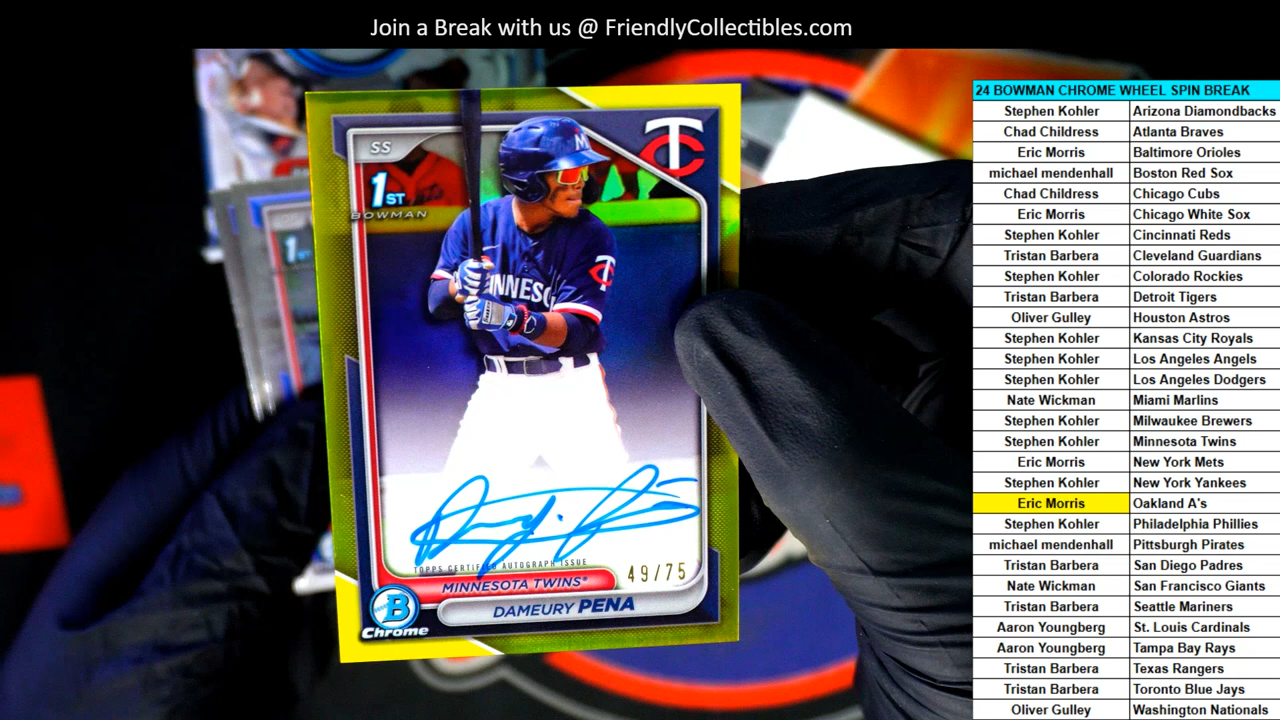 Join a Break with us @ FriendlyCollectibles.com
SS
1ST
BOWMAN
M
TC
TC
MINNESO
TOPPS CERTIFIED AUTOGRAPH ISSUE
49/75
MINNESOTA TWINS®
DAMEURY PENA
B
Chrome
1
24 BOWMAN CHROME WHEEL SPIN BREAK
Stephen Kohler Arizona Diamondbacks
Chad Childress Atlanta Braves
Eric Morris Baltimore Orioles
michael mendenhall Boston Red Sox
Chad Childress Chicago Cubs
Eric Morris Chicago White Sox
Stephen Kohler Cincinnati Reds
Tristan Barbera Cleveland Guardians
Stephen Kohler Colorado Rockies
Tristan Barbera Detroit Tigers
Oliver Gulley Houston Astros
Stephen Kohler Kansas City Royals
Stephen Kohler Los Angeles Angels
Stephen Kohler Los Angeles Dodgers
Nate Wickman Miami Marlins
Stephen Kohler Milwaukee Brewers
Stephen Kohler Minnesota Twins
Eric Morris New York Mets
Stephen Kohler New York Yankees
Eric Morris Oakland A's
Stephen Kohler Philadelphia Phillies
michael mendenhall Pittsburgh Pirates
Tristan Barbera San Diego Padres
Nate Wickman San Francisco Giants
Tristan Barbera Seattle Mariners
Aaron Youngberg St. Louis Cardinals
Aaron Youngberg Tampa Bay Rays
Tristan Barbera Texas Rangers
Tristan Barbera Toronto Blue Jays
Oliver Gulley Washington Nationals